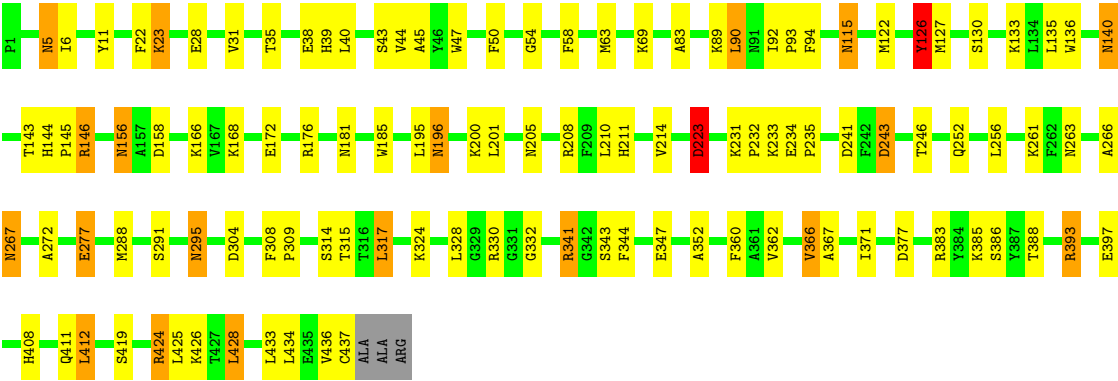 P1 N5 I6 Y11 F22 K23 E28 V31 T35 E38 H39 L40 S43 V44 A45 Y46 W47 F50 G54 F58 M63 K69 A83 K89 L90 N91 I92 P93 F94 N115 M122 Y126 M127 S130 K133 L134 L135 W136 N140
T143 H144 P145 R146 N156 A157 D158 K166 V167 K168 E172 R176 N181 W185 L195 N196 K200 L201 N205 R208 F209 L210 H211 V214 D223 K231 P232 K233 E234 P235 D241 F242 D243 T246 Q252 L256 K261 F262 N263 A266
N267 A272 E277 M288 S291 N295 D304 F308 P309 S314 T315 T316 L317 K324 L328 G329 R330 G331 G332 R341 G342 S343 F344 E347 A352 F360 A361 V362 V366 A367 I371 D377 R383 Y384 K385 S386 Y387 T388 R393 E397
H408 Q411 L412 S419 R424 L425 K426 T427 L428 L433 L434 E435 V436 C437 ALA ALA ARG